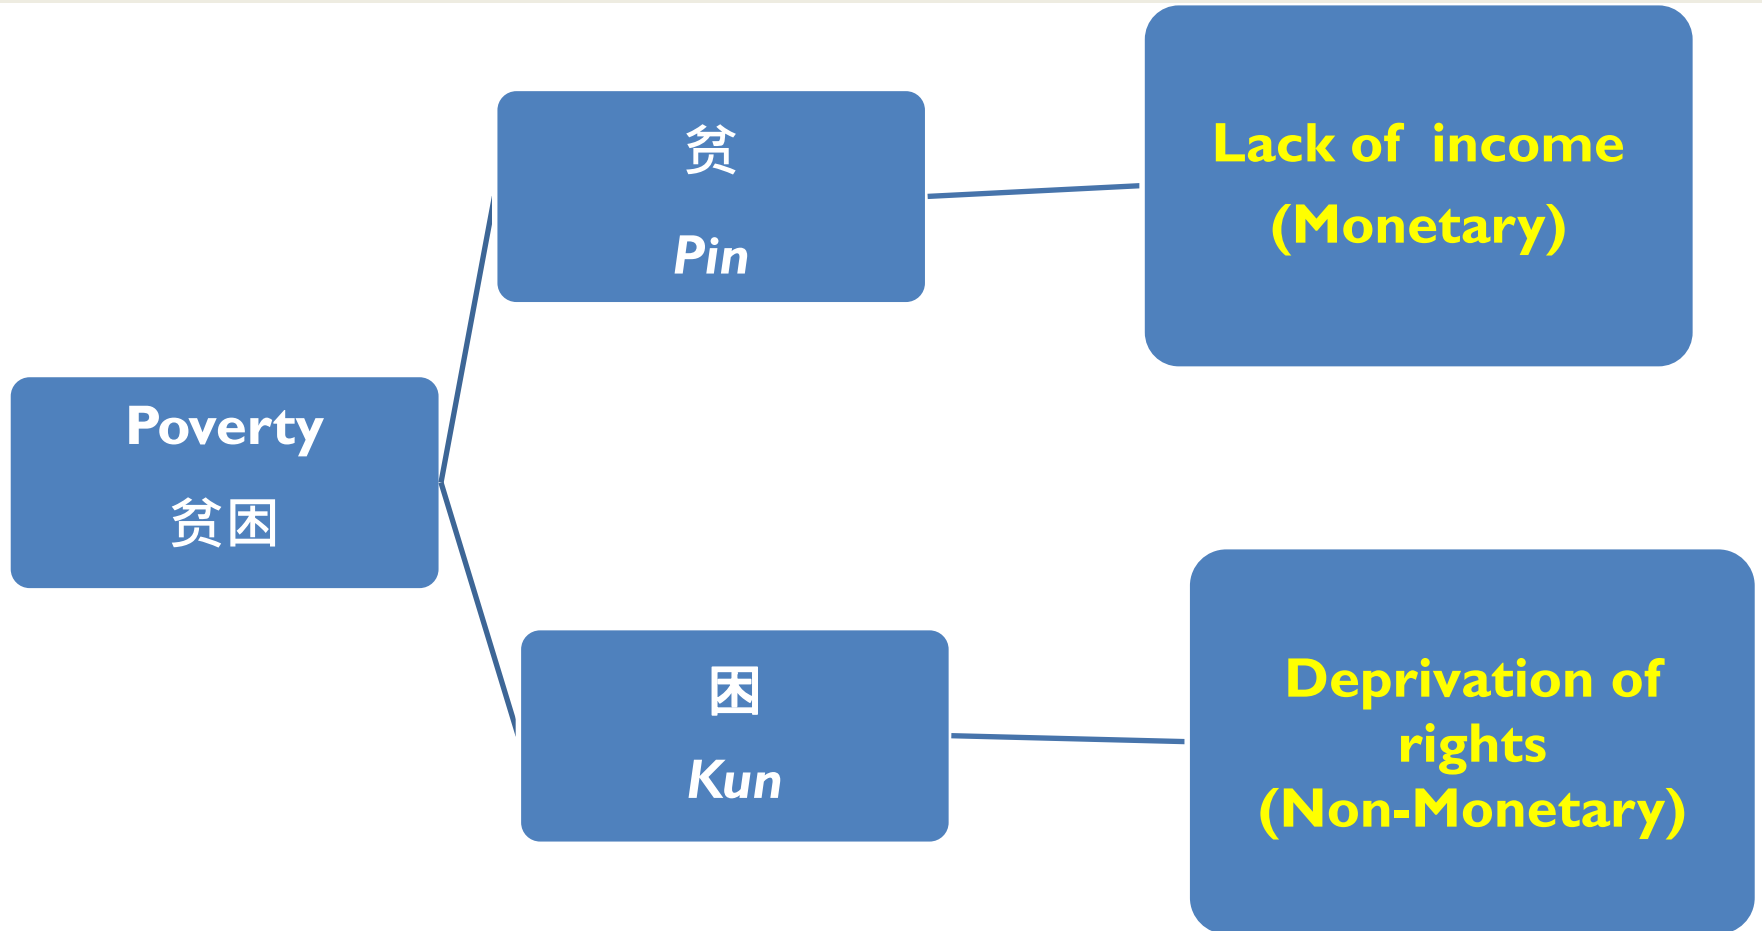 Poverty
贫困
贫
Pin
Lack of  income
(Monetary)
困
Kun
Deprivation of
rights
(Non-Monetary)